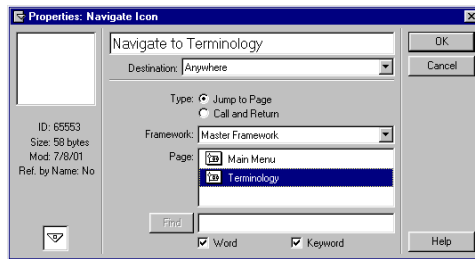 Properties: Navigate Icon
Navigate to Terminology
OK
Destination: Anywhere
Cancel
Type: Jump to Page
Call and Return
ID: 65553
Size: 58 bytes
Mod: 7/8/01
Ref. by Name: No
Framework: Master Framework
Page: Main Menu
Terminology
Find
Word Keyword
Help